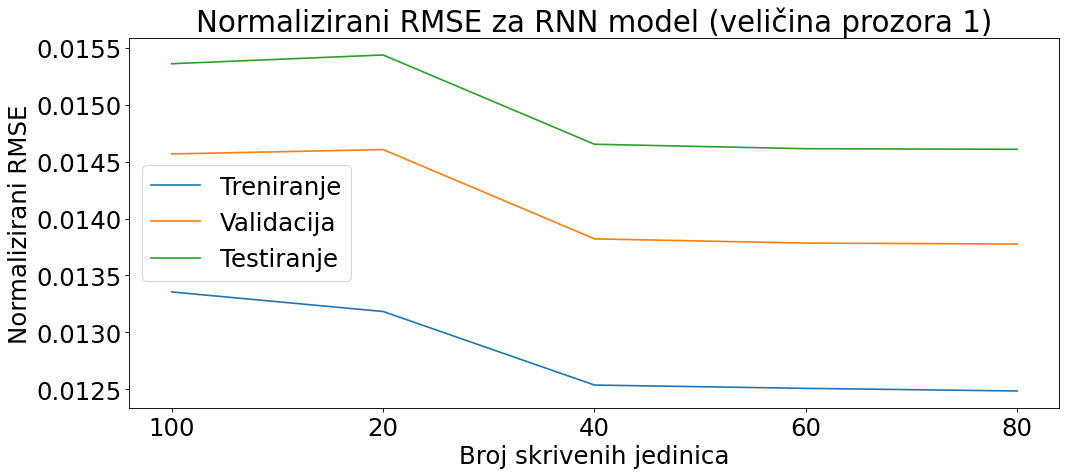 Normalizirani RMSE za RNN model (veličina prozora 1)
Normalizirani RMSE
0.0155
0.0150
0.0145
0.0140
0.0135
0.0130
0.0125
Treniranje
Validacija
Testiranje
100 20 40 60 80
Broj skrivenih jedinica